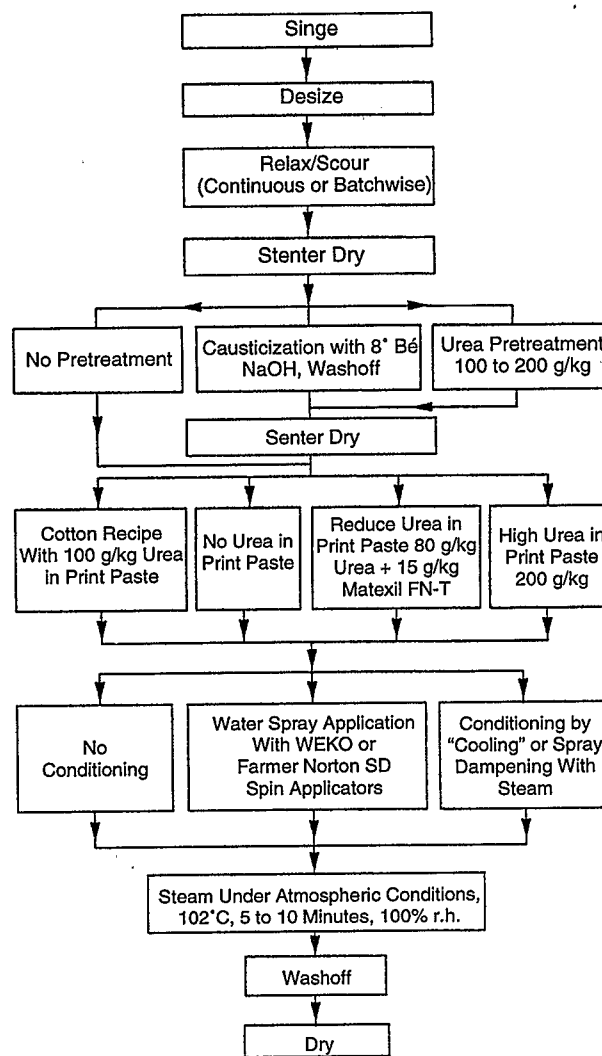 Singe
Desize
Relax/Scour
(Continuous or Batchwise)
Stenter Dry
No Pretreatment
Causticization with 8° Bé
NaOH, Washoff
Urea Pretreatment
100 to 200 g/kg
Senter Dry
Cotton Recipe
With 100 g/kg Urea
in Print Paste
No Urea in
Print Paste
Reduce Urea in
Print Paste 80 g/kg
Urea + 15 g/kg
Matexil FN-T
High Urea in
Print Paste
200 g/kg
No
Conditioning
Water Spray Application
With WEKO or
Farmer Norton SD
Spin Applicators
Conditioning by
“Cooling” or Spray
Dampening With
Steam
Steam Under Atmospheric Conditions,
102°C, 5 to 10 Minutes, 100% r.h.
Washoff
Dry